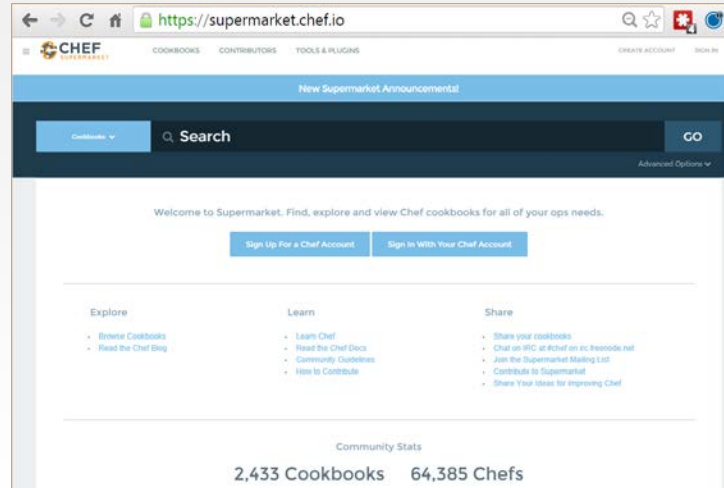 https://supermarket.chef.io
CHEF
SUPERMARKET
COOKBOOKS CONTRIBUTORS TOOLS & PLUGINS
CREATE ACCOUNT SIGN IN
New Supermarket Announcements!
Cookbooks Search GO
Advanced Options
Welcome to Supermarket. Find, explore and view Chef cookbooks for all of your ops needs.
Sign Up For a Chef Account Sign In With Your Chef Account
Explore
Browse Cookbooks
Read the Chef Blog
Learn
Learn Chef
Read the Chef Docs
Community Guidelines
How to Contribute
Share
Share your cookbooks
Chat on IRC at #chef on irc.freenode.net
Join the Supermarket Mailing List
Contribute to Supermarket
Share Your Ideas for Improving Chef
Community Stats
2,433 Cookbooks 64,385 Chefs